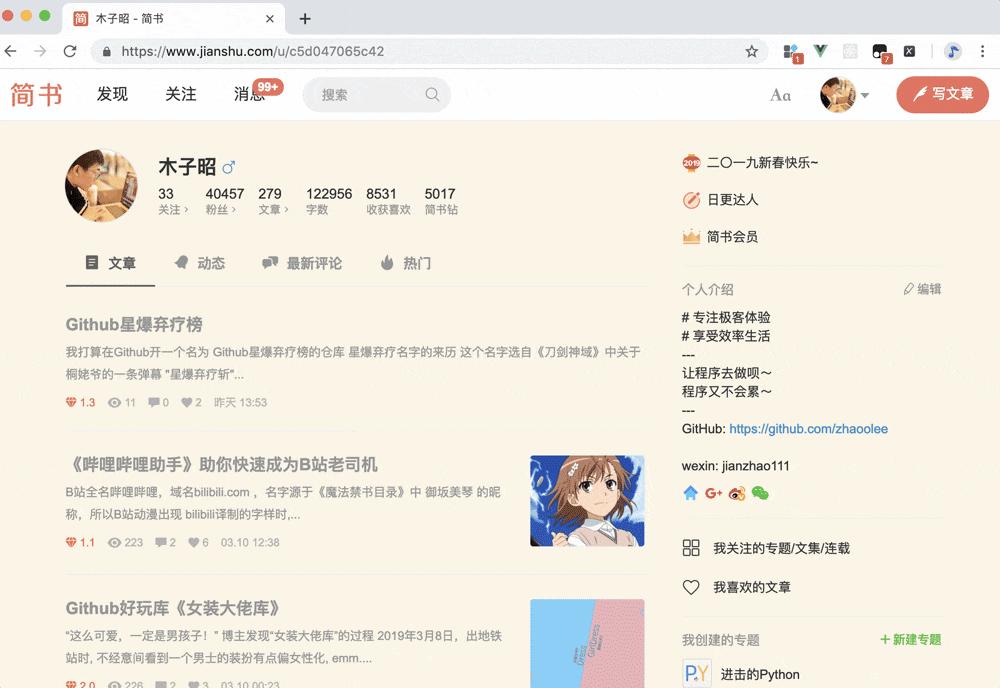 简 木子昭 - 简书
https://www.jianshu.com/u/c5d047065c42
1
7
简书
发现
关注
消息
99+
搜索
Aa
写文章
木子昭
33 40457 279 122956 8531 5017
关注 粉丝 文章 字数 收获喜欢 简书钻
文章 动态 最新评论 热门
Github星爆弃疗榜
我打算在Github开一个名为 Github星爆弃疗榜的仓库 星爆弃疗名字的来历 这个名字选自《刀剑神域》中关于
桐姥爷的一条弹幕 "星爆弃疗斩"...
1.3 11 0 2 昨天 13:53
《哔哩哔哩助手》助你快速成为B站老司机
B站全名哔哩哔哩，域名bilibili.com ，名字源于《魔法禁书目录》中 御坂美琴 的昵
称，所以B站动漫出现 bilibili译制的字样时,...
1.1 223 2 6 03.10 12:38
Github好玩库《女装大佬库》
“这么可爱，一定是男孩子！” 博主发现“女装大佬库”的过程 2019年3月8日，出地铁
站时, 不经意间看到一个男士的装扮有点偏女性化, emm....
2.0 226 2 3 03.10 00:23
Dress
2019 二〇一九新春快乐~
日更达人
简书会员
个人介绍 编辑
# 专注极客体验
# 享受效率生活
---
让程序去做呗～
程序又不会累～
---
GitHub: https://github.com/zhaoolee
wexin: jianzhao111
G+
我关注的专题/文集/连载
我喜欢的文章
我创建的专题 +新建专题
PY 进击的Python